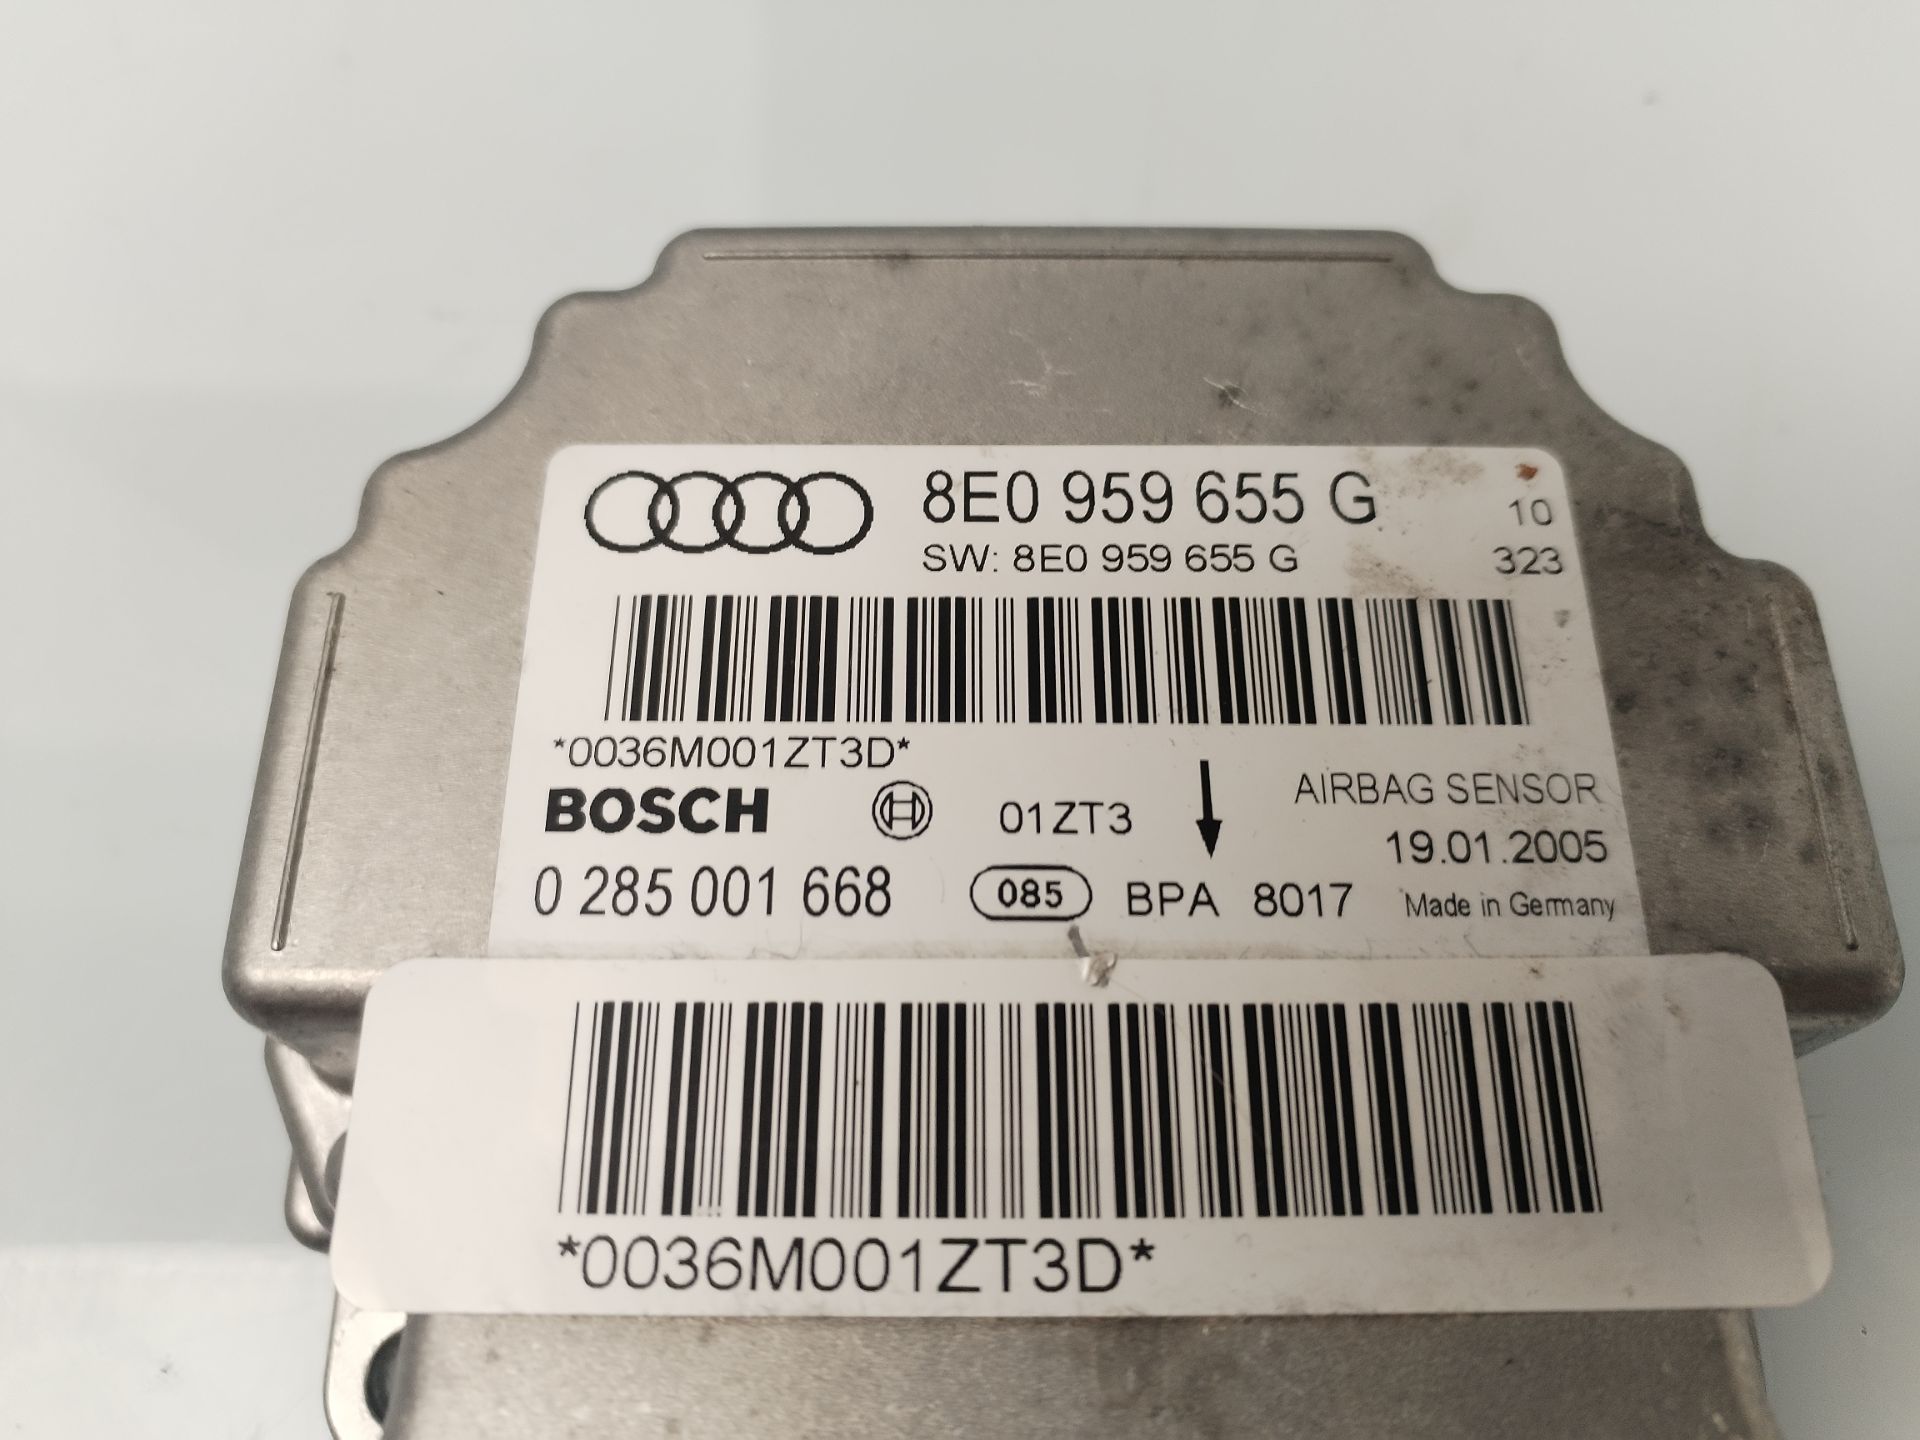 8E0 959 655 G
10
SW: 8E0 959 655 G
323
*0036M001ZT3D*
BOSCH
01ZT3
AIRBAG SENSOR
19.01.2005
0 285 001 668
085
BPA 8017
Made in Germany
*0036M001ZT3D*